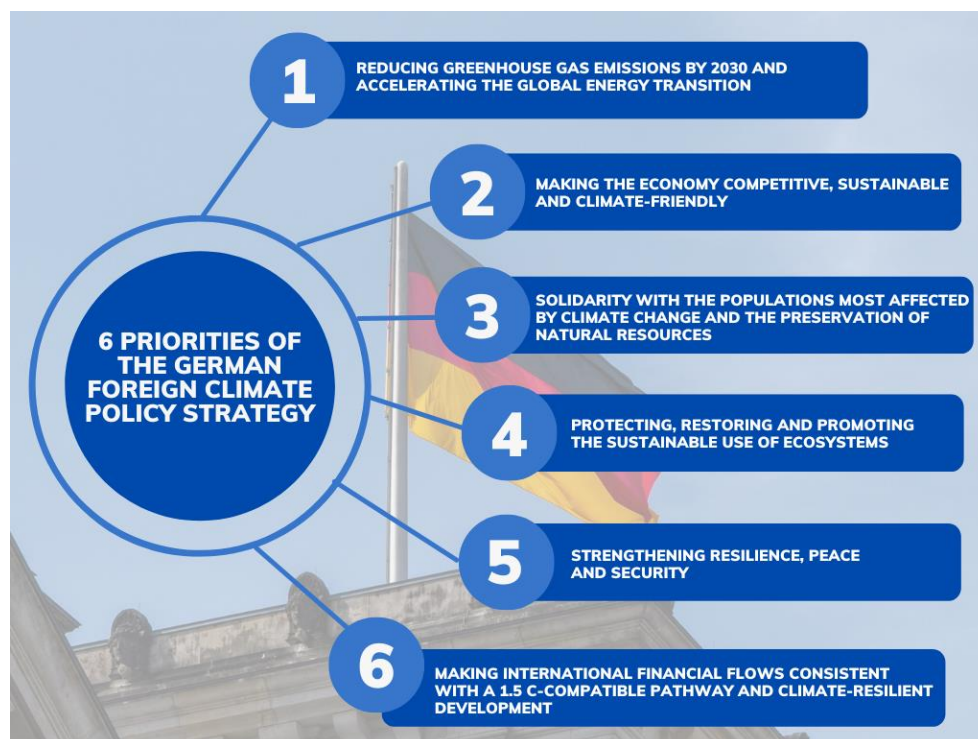 6 PRIORITIES OF
THE GERMAN
FOREIGN CLIMATE
POLICY STRATEGY
1
REDUCING GREENHOUSE GAS EMISSIONS BY 2030 AND
ACCELERATING THE GLOBAL ENERGY TRANSITION
2
MAKING THE ECONOMY COMPETITIVE, SUSTAINABLE
AND CLIMATE-FRIENDLY
3
SOLIDARITY WITH THE POPULATIONS MOST AFFECTED
BY CLIMATE CHANGE AND THE PRESERVATION OF
NATURAL RESOURCES
4
PROTECTING, RESTORING AND PROMOTING
THE SUSTAINABLE USE OF ECOSYSTEMS
5
STRENGTHENING RESILIENCE, PEACE
AND SECURITY
6
MAKING INTERNATIONAL FINANCIAL FLOWS CONSISTENT
WITH A 1.5 C-COMPATIBLE PATHWAY AND CLIMATE-RESILIENT
DEVELOPMENT